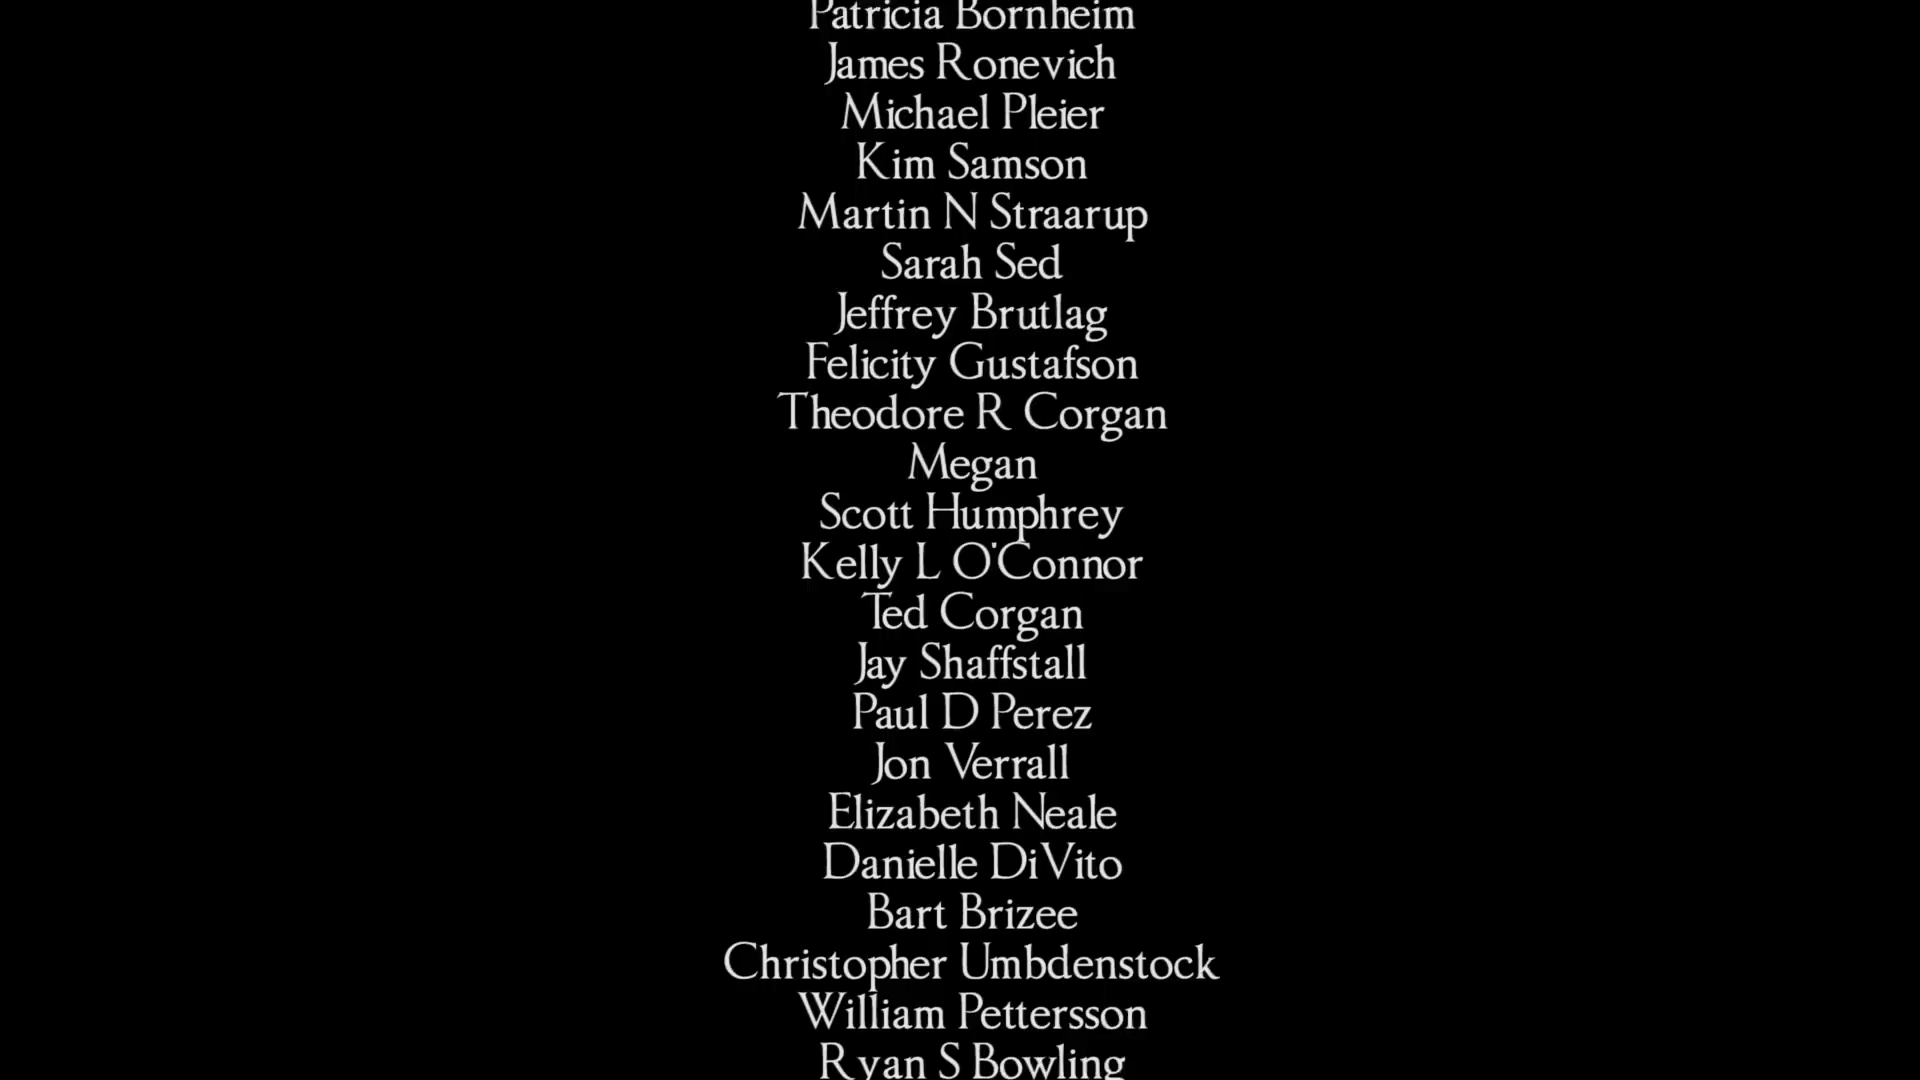 Patricia Bornheim
James Ronevich
Michael Pleier
Kim Samson
Martin N Straarup
Sarah Sed
Jeffrey Brutlag
Felicity Gustafson
Theodore R Corgan
Megan
Scott Humphrey
Kelly L O'Connor
Ted Corgan
Jay Shaffstall
Paul D Perez
Jon Verrall
Elizabeth Neale
Danielle DiVito
Bart Brizee
Christopher Umbdenstock
William Pettersson
Ryan S Bowling